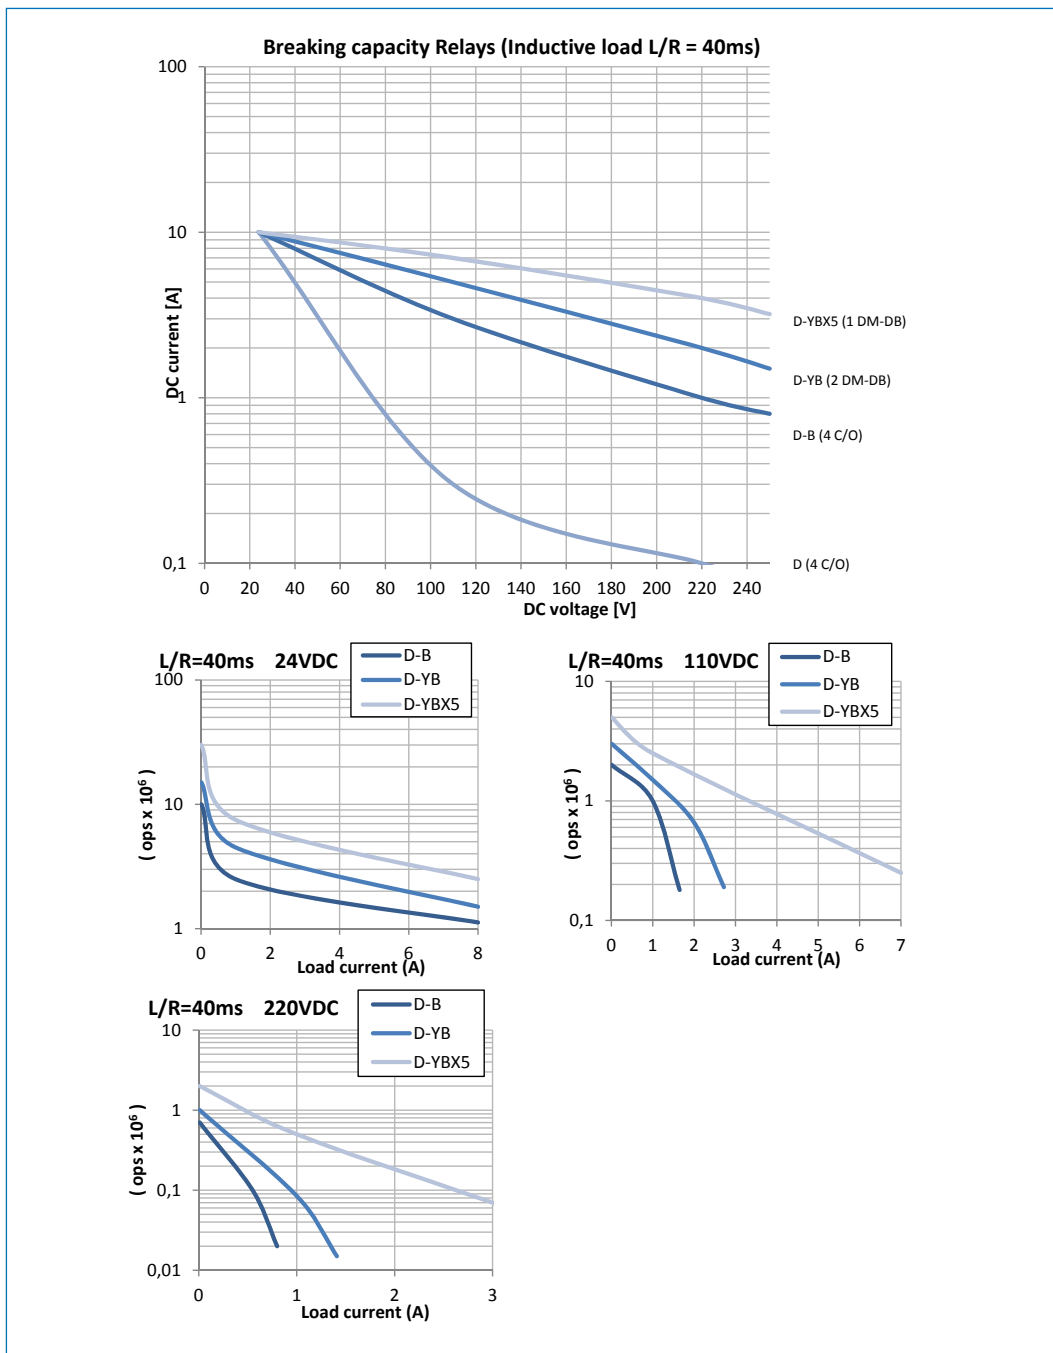 Breaking capacity Relays (Inductive load L/R = 40ms)
100
10
1
0,1
DC current [A]
0 20 40 60 80 100 120 140 160 180 200 220 240
DC voltage [V]
D-YBX5 (1 DM-DB)
D-YB (2 DM-DB)
D-B (4 C/O)
D (4 C/O)
L/R=40ms 24VDC
D-B
D-YB
D-YBX5
100
10
1
( ops x 10⁶ )
0 2 4 6 8
Load current (A)
L/R=40ms 110VDC
D-B
D-YB
D-YBX5
10
1
0,1
( ops x 10⁶ )
0 1 2 3 4 5 6 7
Load current (A)
L/R=40ms 220VDC
D-B
D-YB
D-YBX5
10
1
0,1
0,01
( ops x 10⁶ )
0 1 2 3
Load current (A)